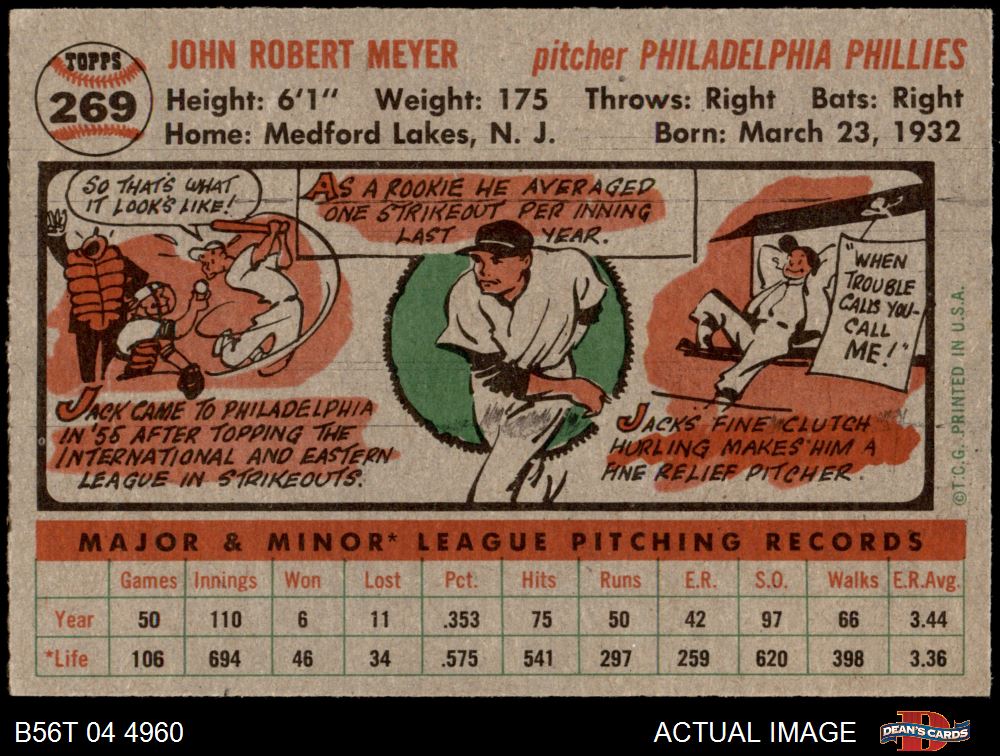 TOPPS
269
JOHN ROBERT MEYER pitcher PHILADELPHIA PHILLIES
Height: 6'1" Weight: 175 Throws: Right Bats: Right
Home: Medford Lakes, N. J. Born: March 23, 1932
SO THAT'S WHAT
IT LOOKS LIKE!
AS A ROOKIE HE AVERAGED
ONE STRIKEOUT PER INNING
LAST YEAR.
"WHEN
TROUBLE
CALLS YOU-
CALL
ME!"
JACK CAME TO PHILADELPHIA
IN '55 AFTER TOPPING THE
INTERNATIONAL AND EASTERN
LEAGUE IN STRIKEOUTS.
JACK'S FINE CLUTCH
HURLING MAKES HIM A
FINE RELIEF PITCHER.
©T.C.G. PRINTED IN U.S.A.
MAJOR & MINOR* LEAGUE PITCHING RECORDS
Games Innings Won Lost Pct. Hits Runs E.R. S.O. Walks E.R.Avg.
Year 50 110 6 11 .353 75 50 42 97 66 3.44
*Life 106 694 46 34 .575 541 297 259 620 398 3.36
B56T 04 4960 ACTUAL IMAGE DEAN'S CARDS